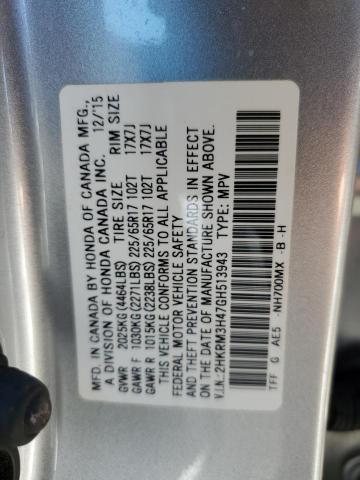 MFD. IN CANADA BY HONDA OF CANADA MFG.,
A DIVISION OF HONDA CANADA INC. 12/'15
TIRE SIZE RIM SIZE
GVWR 2025KG(4464LBS)
GAWR F 1030KG(2271LBS) 225/65R17 102T 17X7J
GAWR R 1015KG(2238LBS) 225/65R17 102T 17X7J
THIS VEHICLE CONFORMS TO ALL APPLICABLE
FEDERAL MOTOR VEHICLE SAFETY
AND THEFT PREVENTION STANDARDS IN EFFECT
ON THE DATE OF MANUFACTURE SHOWN ABOVE.
V.I.N.:2HKRM3H47GH513943 TYPE: MPV
TFF G AE5 -NH700MX -B -H